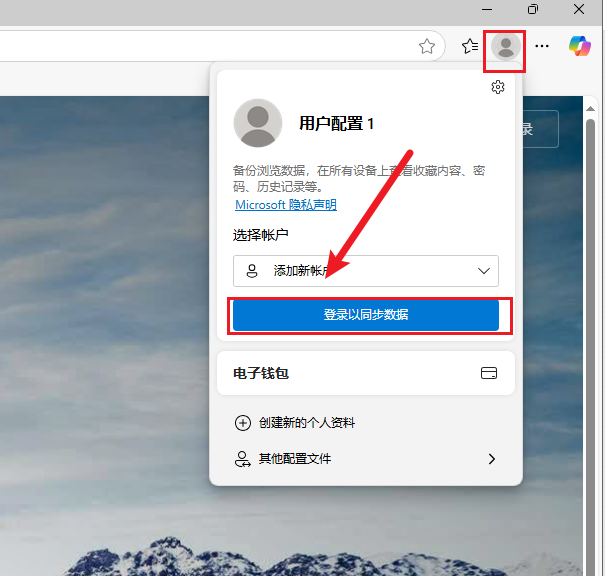 录
用户配置 1
备份浏览数据，在所有设备上查看收藏内容、密
码、历史记录等。
Microsoft 隐私声明
选择帐户
添加新帐户
登录以同步数据
电子钱包
创建新的个人资料
其他配置文件